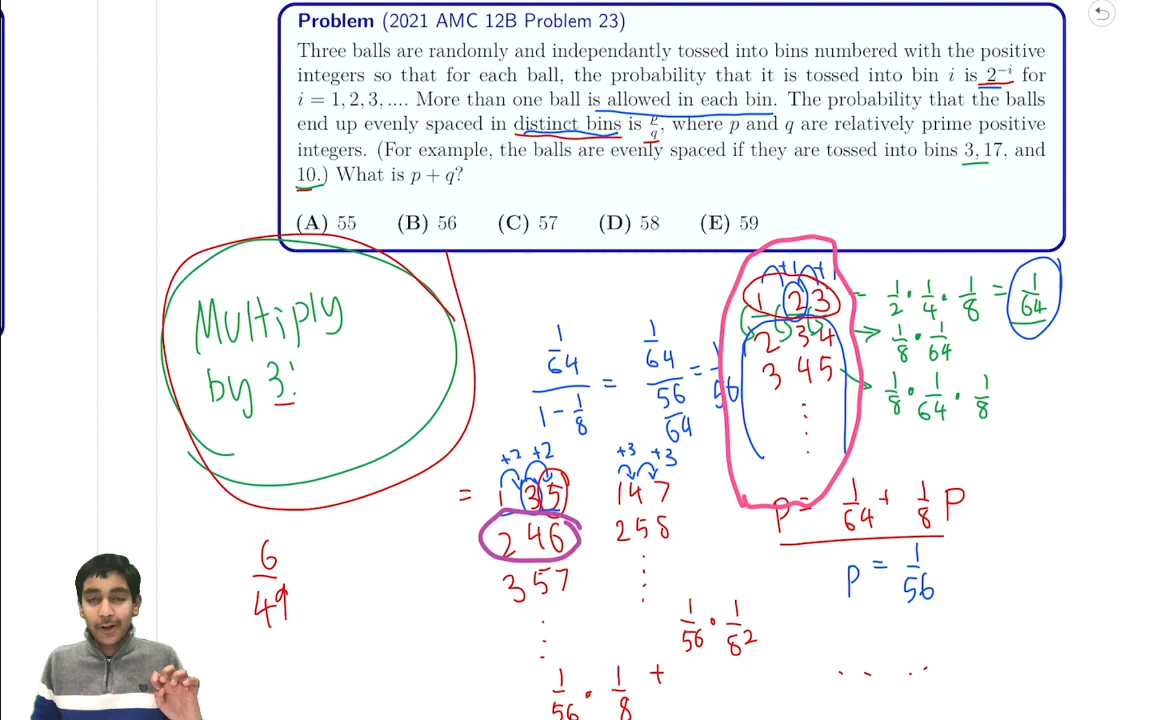 Problem (2021 AMC 12B Problem 23)
Three balls are randomly and independantly tossed into bins numbered with the positive
integers so that for each ball, the probability that it is tossed into bin i is 2^{-i} for
i = 1, 2, 3, .... More than one ball is allowed in each bin. The probability that the balls
end up evenly spaced in distinct bins is p/q, where p and q are relatively prime positive
integers. (For example, the balls are evenly spaced if they are tossed into bins 3, 17, and
10.) What is p + q?
(A) 55 (B) 56 (C) 57 (D) 58 (E) 59
Multiply
by 3!
+1 +1
1 2 3 = 1/2 · 1/4 · 1/8 = 1/64
2 3 4 → 1/8 · 1/64
3 4 5 → 1/8 · 1/64 · 1/8
⋮
(1/64)/(1 - 1/8) = (1/64)/(56/64) = 1/56
+2 +2 +3 +3
= 1 3 5 1 4 7
2 4 6 2 5 8
3 5 7 ⋮
⋮
p = 1/64 + 1/8 p
p = 1/56
6/49
1/56 · 1/8 + 1/56 · 1/8^2
.. ..